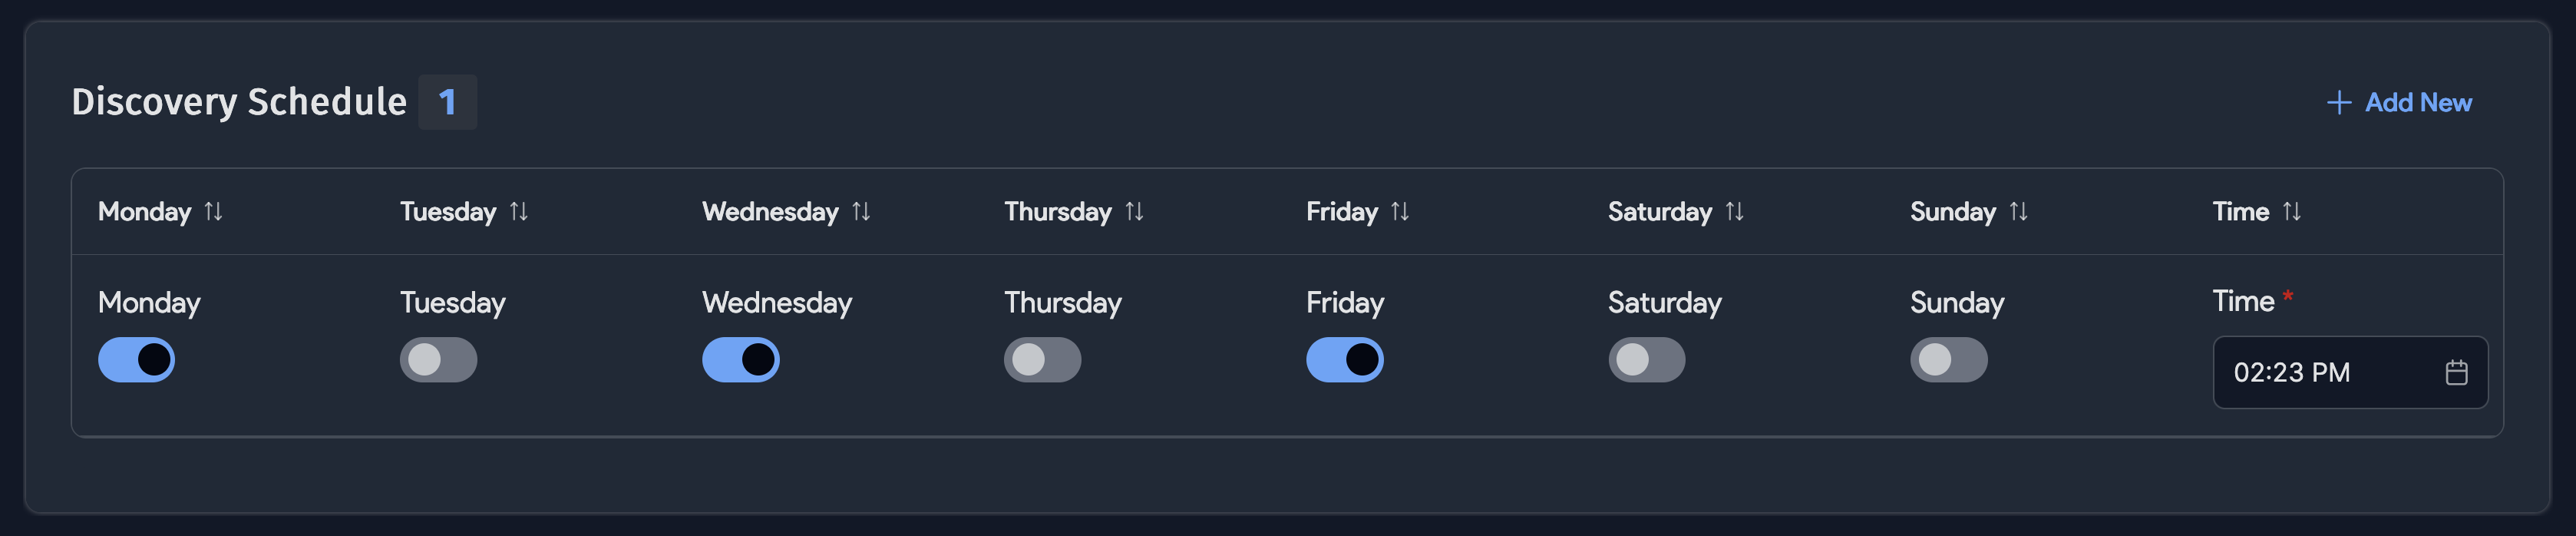 Discovery Schedule 1
+ Add New
Monday Tuesday Wednesday Thursday Friday Saturday Sunday Time
Monday Tuesday Wednesday Thursday Friday Saturday Sunday Time *
02:23 PM